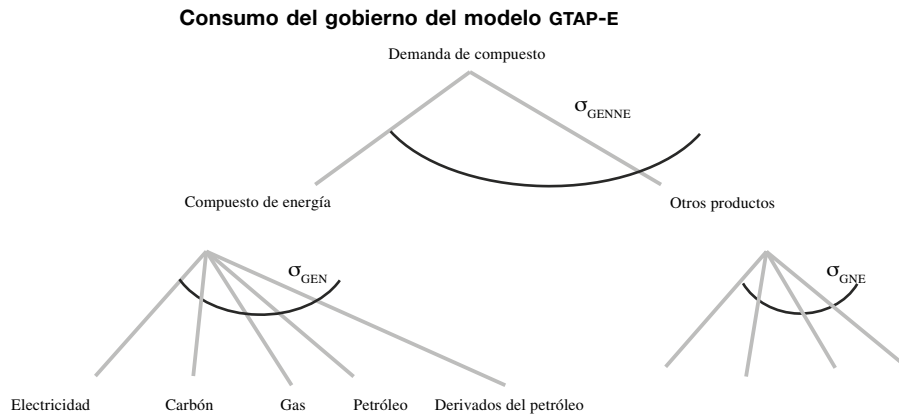 Consumo del gobierno del modelo GTAP-E
Demanda de compuesto
σGENNE
Compuesto de energía
Otros productos
σGEN
σGNE
Electricidad Carbón Gas Petróleo Derivados del petróleo